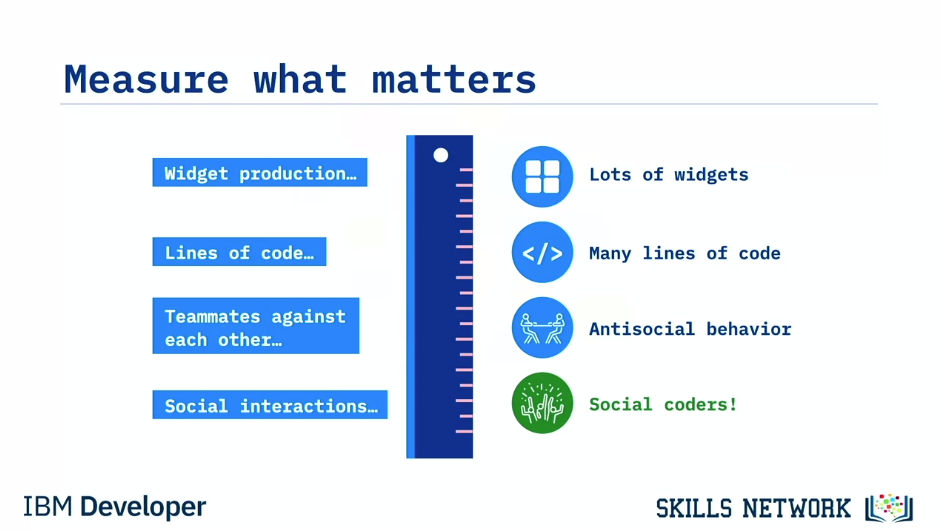 Measure what matters
Widget production…
Lots of widgets
Lines of code…
</>
Many lines of code
Teammates against
each other…
Antisocial behavior
Social interactions…
Social coders!
IBM Developer
SKILLS NETWORK